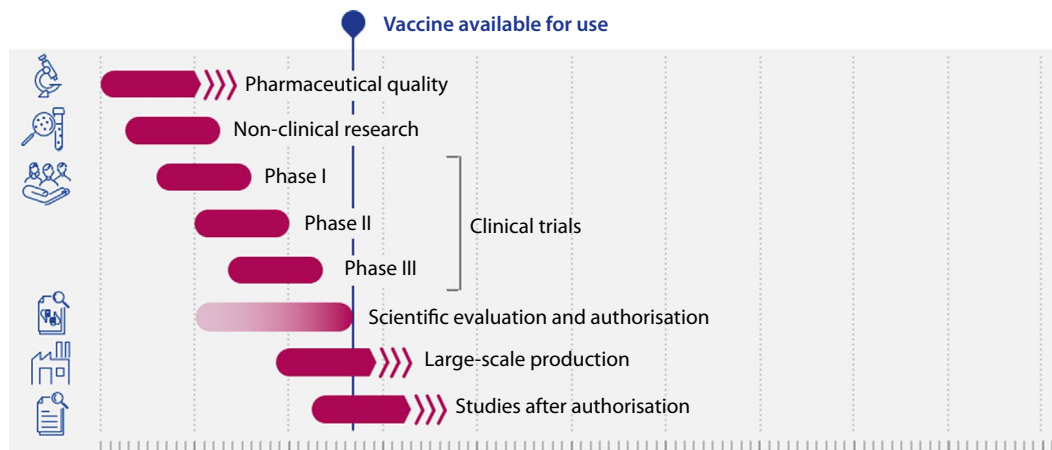 Vaccine available for use
Pharmaceutical quality
Non-clinical research
Phase I
Phase II
Clinical trials
Phase III
Scientific evaluation and authorisation
Large-scale production
Studies after authorisation